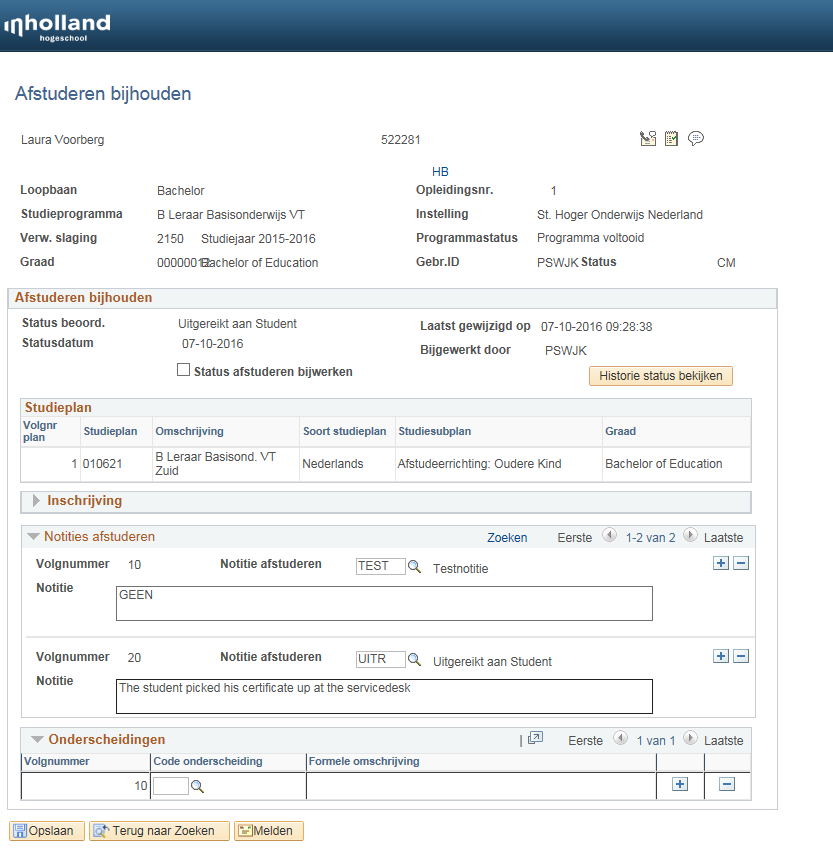 inholland
hogeschool
Afstuderen bijhouden
Laura Voorberg 522281
HB
Loopbaan Bachelor Opleidingsnr. 1
Studieprogramma B Leraar Basisonderwijs VT Instelling St. Hoger Onderwijs Nederland
Verw. slaging 2150 Studiejaar 2015-2016 Programmastatus Programma voltooid
Graad 00000012 Bachelor of Education Gebr.ID PSWJK Status CM
Afstuderen bijhouden
Status beoord. Uitgereikt aan Student Laatst gewijzigd op 07-10-2016 09:28:38
Statusdatum 07-10-2016 Bijgewerkt door PSWJK
Status afstuderen bijwerken Historie status bekijken
Studieplan
Volgnr plan Studieplan Omschrijving Soort studieplan Studiesubplan Graad
1 010621 B Leraar Basisond. VT Zuid Nederlands Afstudeerrichting: Oudere Kind Bachelor of Education
Inschrijving
Notities afstuderen Zoeken Eerste 1-2 van 2 Laatste
Volgnummer 10 Notitie afstuderen TEST Testnotitie
Notitie GEEN
Volgnummer 20 Notitie afstuderen UITR Uitgereikt aan Student
Notitie The student picked his certificate up at the servicedesk
Onderscheidingen | Eerste 1 van 1 Laatste
Volgnummer Code onderscheiding Formele omschrijving
10
Opslaan Terug naar Zoeken Melden